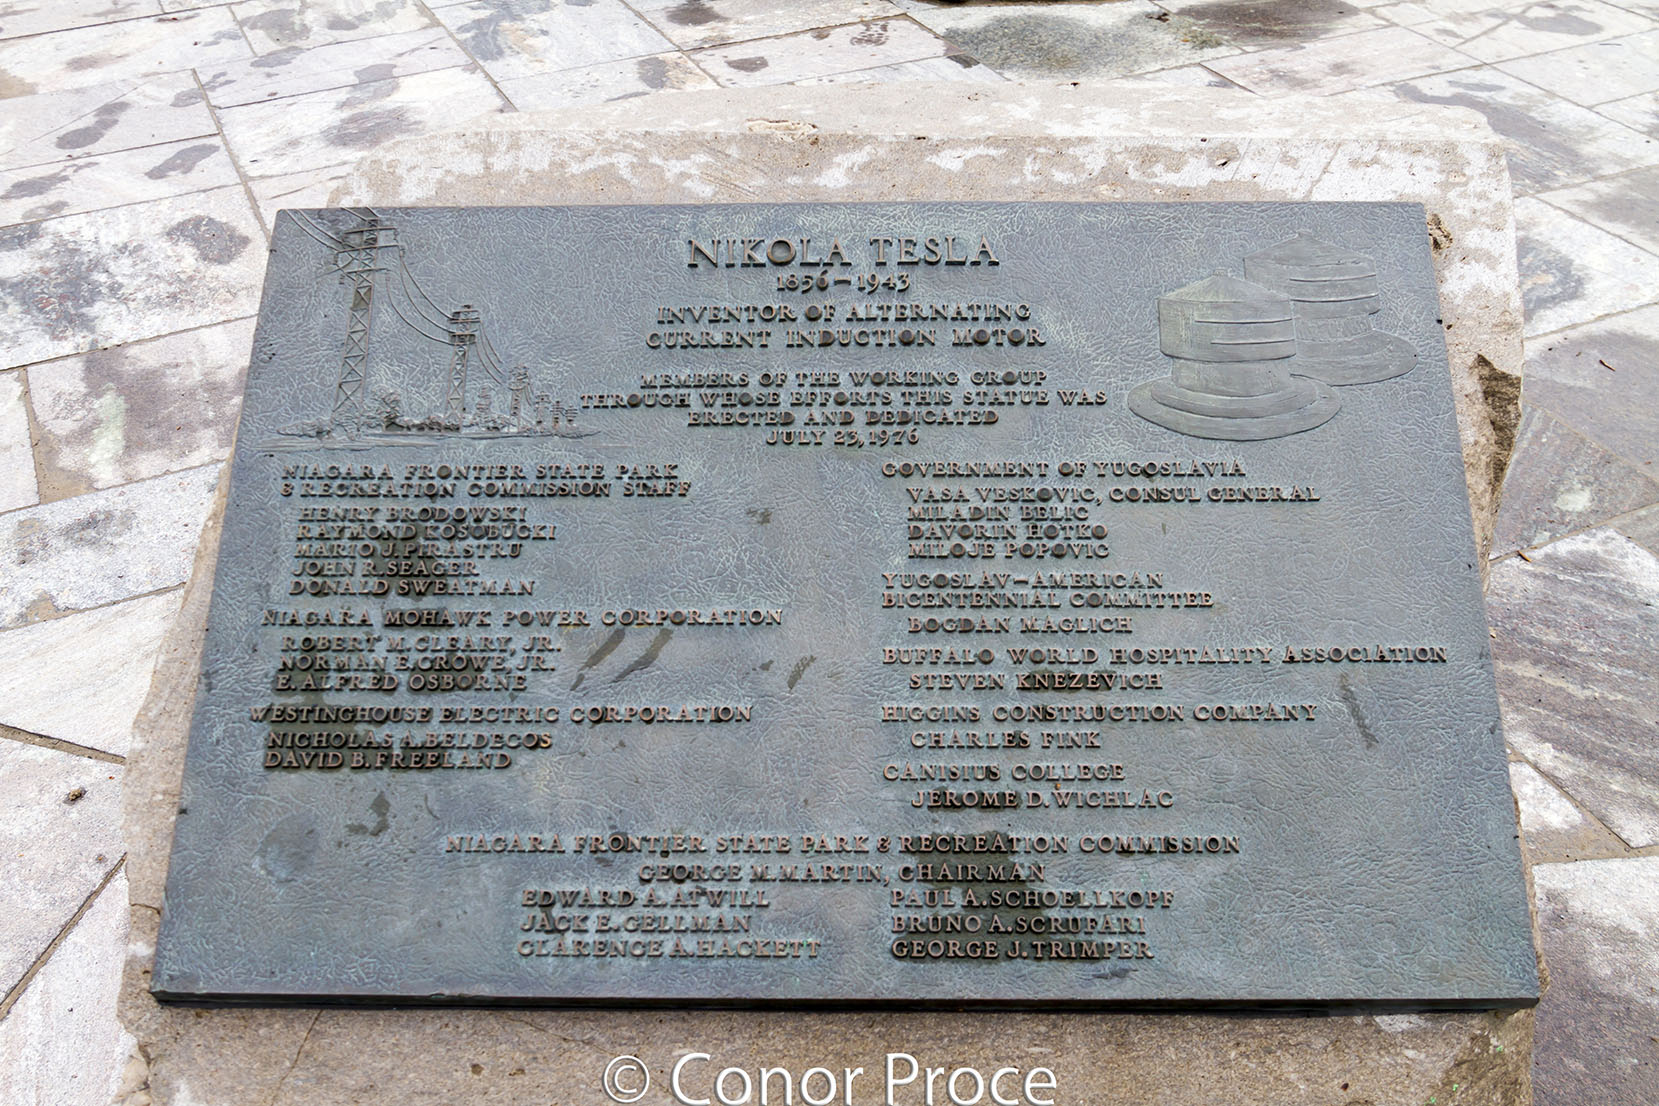 NIKOLA TESLA
1856–1943
INVENTOR OF ALTERNATING
CURRENT INDUCTION MOTOR
MEMBERS OF THE WORKING GROUP
THROUGH WHOSE EFFORTS THIS STATUE WAS
ERECTED AND DEDICATED
JULY 23, 1976
NIAGARA FRONTIER STATE PARK
& RECREATION COMMISSION STAFF
HENRY BRODOWSKI
RAYMOND KOSOBUCKI
MARIO J. PIRASTRU
JOHN R. SEAGER
DONALD SWEATMAN
NIAGARA MOHAWK POWER CORPORATION
ROBERT M. CLEARY, JR.
NORMAN E. CROWE, JR.
E. ALFRED OSBORNE
WESTINGHOUSE ELECTRIC CORPORATION
NICHOLAS A. BELDECOS
DAVID B. FREELAND
GOVERNMENT OF YUGOSLAVIA
VASA VESKOVIC, CONSUL GENERAL
MILADIN BELIC
DAVORIN HOTKO
MILOJE POPOVIC
YUGOSLAV–AMERICAN
BICENTENNIAL COMMITTEE
BOGDAN MAGLICH
BUFFALO WORLD HOSPITALITY ASSOCIATION
STEVEN KNEZEVICH
HIGGINS CONSTRUCTION COMPANY
CHARLES FINK
CANISIUS COLLEGE
JEROME D. WICHLAC
NIAGARA FRONTIER STATE PARK & RECREATION COMMISSION
GEORGE M. MARTIN, CHAIRMAN
EDWARD A. ATWILL
JACK E. GELLMAN
CLARENCE A. HACKETT
PAUL A. SCHOELLKOPF
BRUNO A. SCRUFARI
GEORGE J. TRIMPER
© Conor Proce